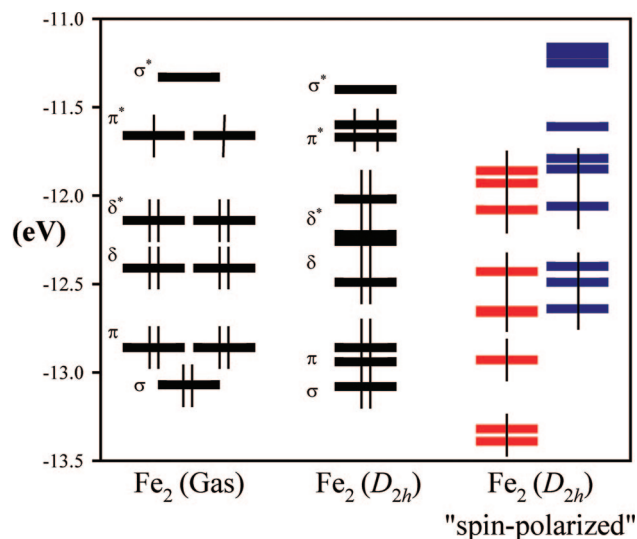 -11.0
-11.5
-12.0
(eV)
-12.5
-13.0
-13.5
σ*
π*
δ*
δ
π
σ
σ*
π*
δ*
δ
π
σ
Fe2 (Gas)
Fe2 (D2h)
Fe2 (D2h)
"spin-polarized"